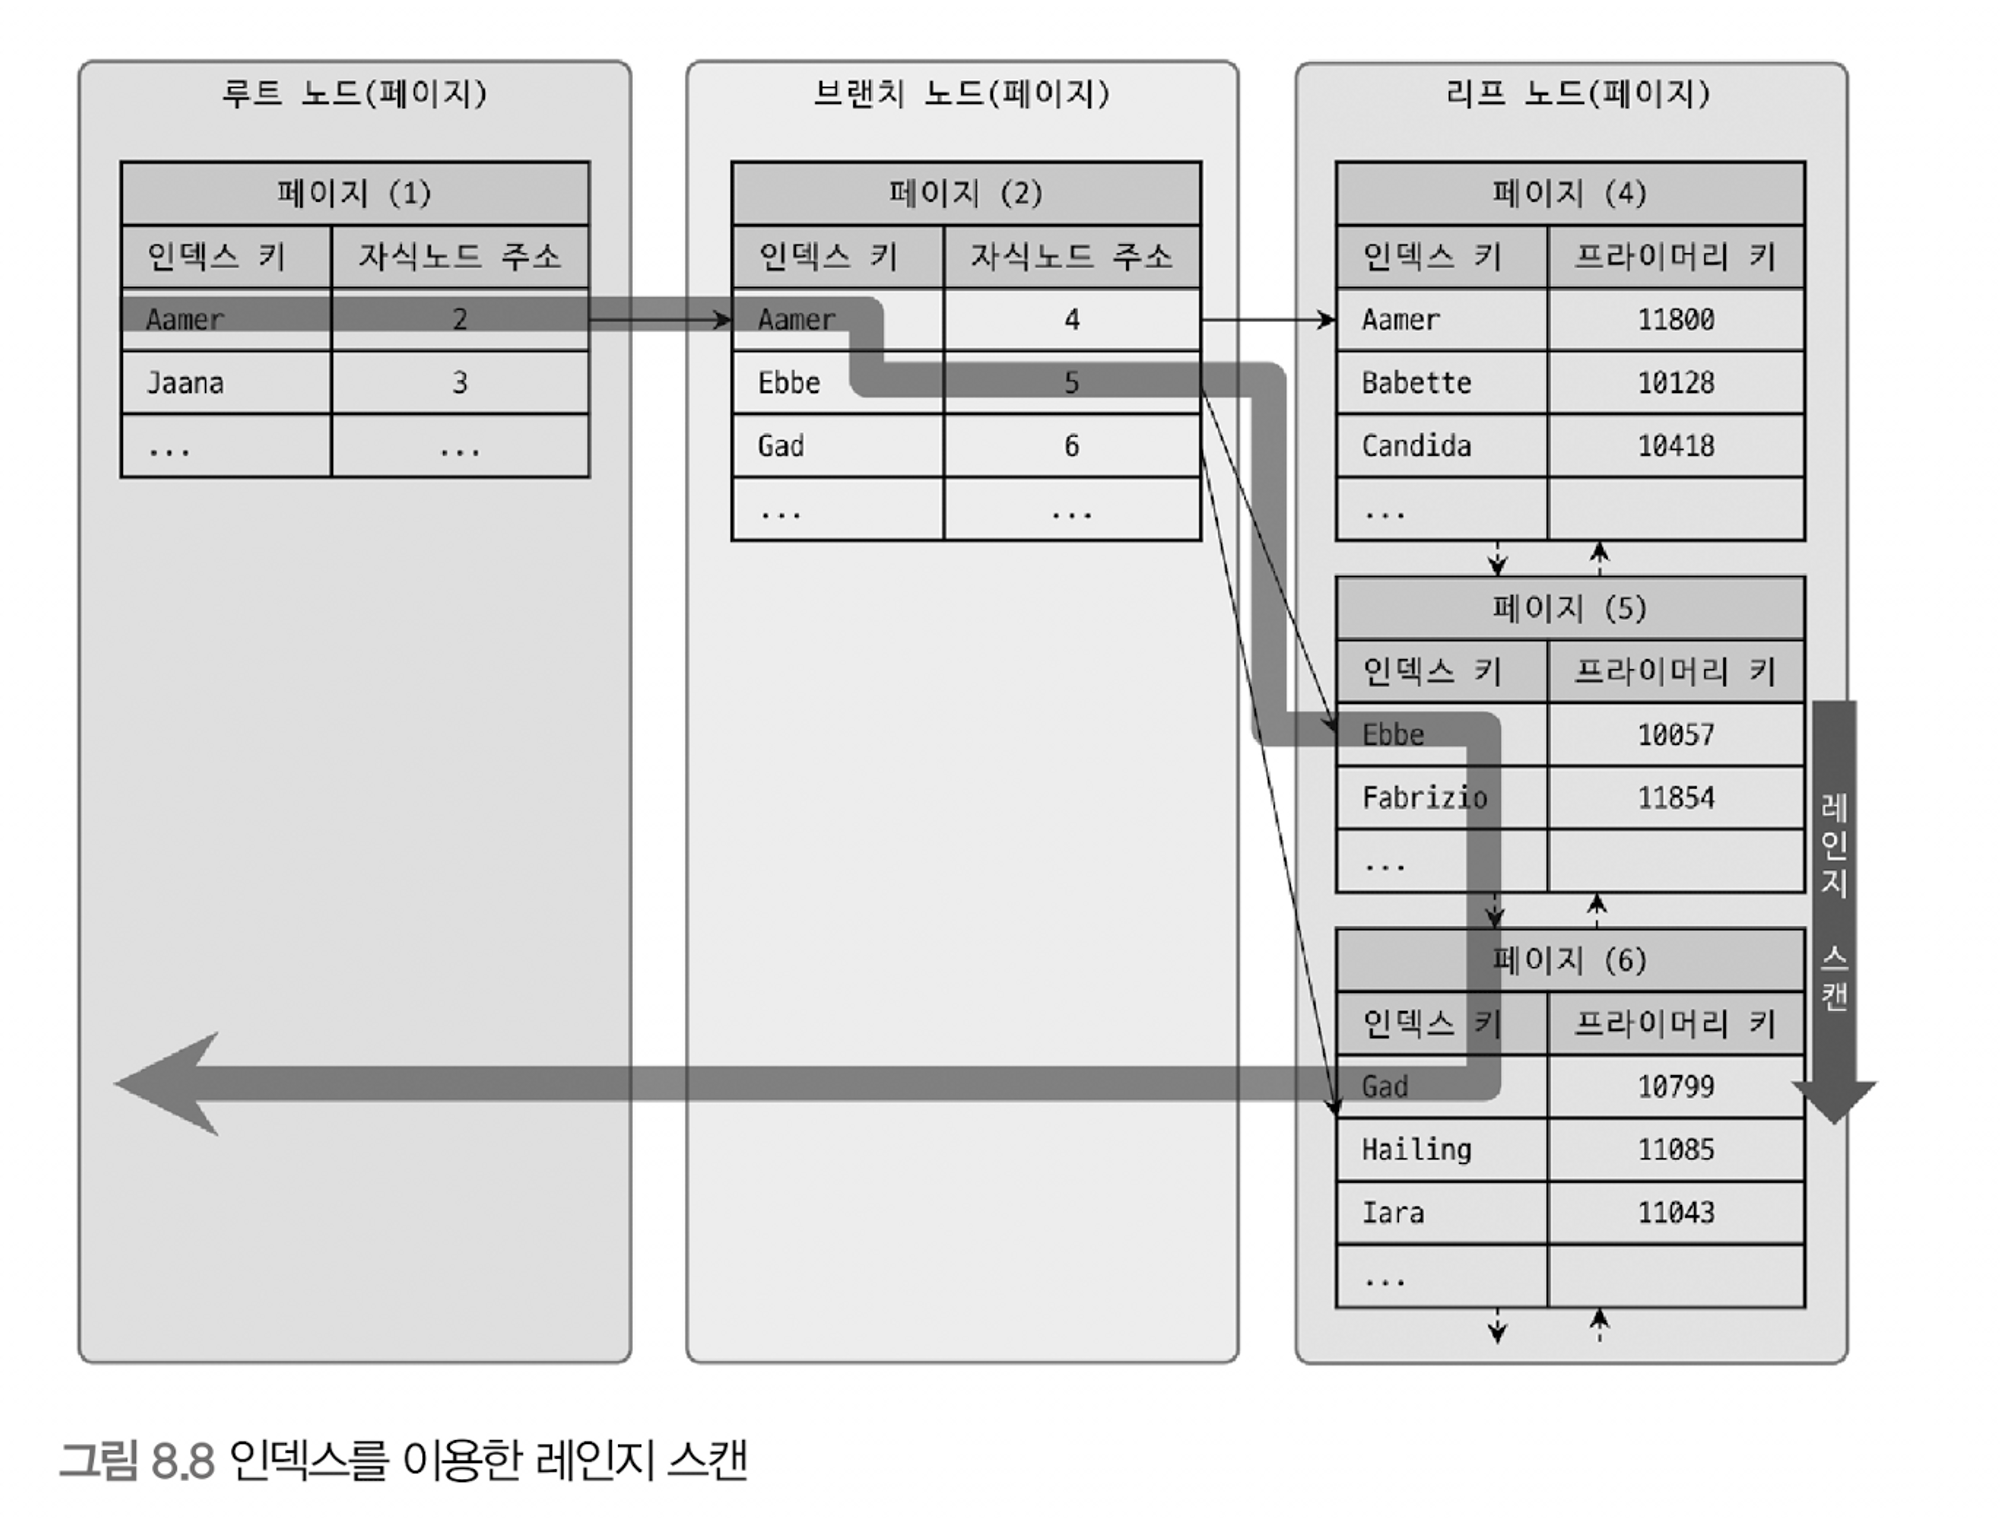 루트 노드(페이지)
페이지 (1)
인덱스 키 자식노드 주소
Aamer 2
Jaana 3
... ...
브랜치 노드(페이지)
페이지 (2)
인덱스 키 자식노드 주소
Aamer 4
Ebbe 5
Gad 6
... ...
리프 노드(페이지)
페이지 (4)
인덱스 키 프라이머리 키
Aamer 11800
Babette 10128
Candida 10418
...
페이지 (5)
인덱스 키 프라이머리 키
Ebbe 10057
Fabrizio 11854
...
페이지 (6)
인덱스 키 프라이머리 키
Gad 10799
Hailing 11085
Iara 11043
...
레인지 스캔
그림 8.8 인덱스를 이용한 레인지 스캔